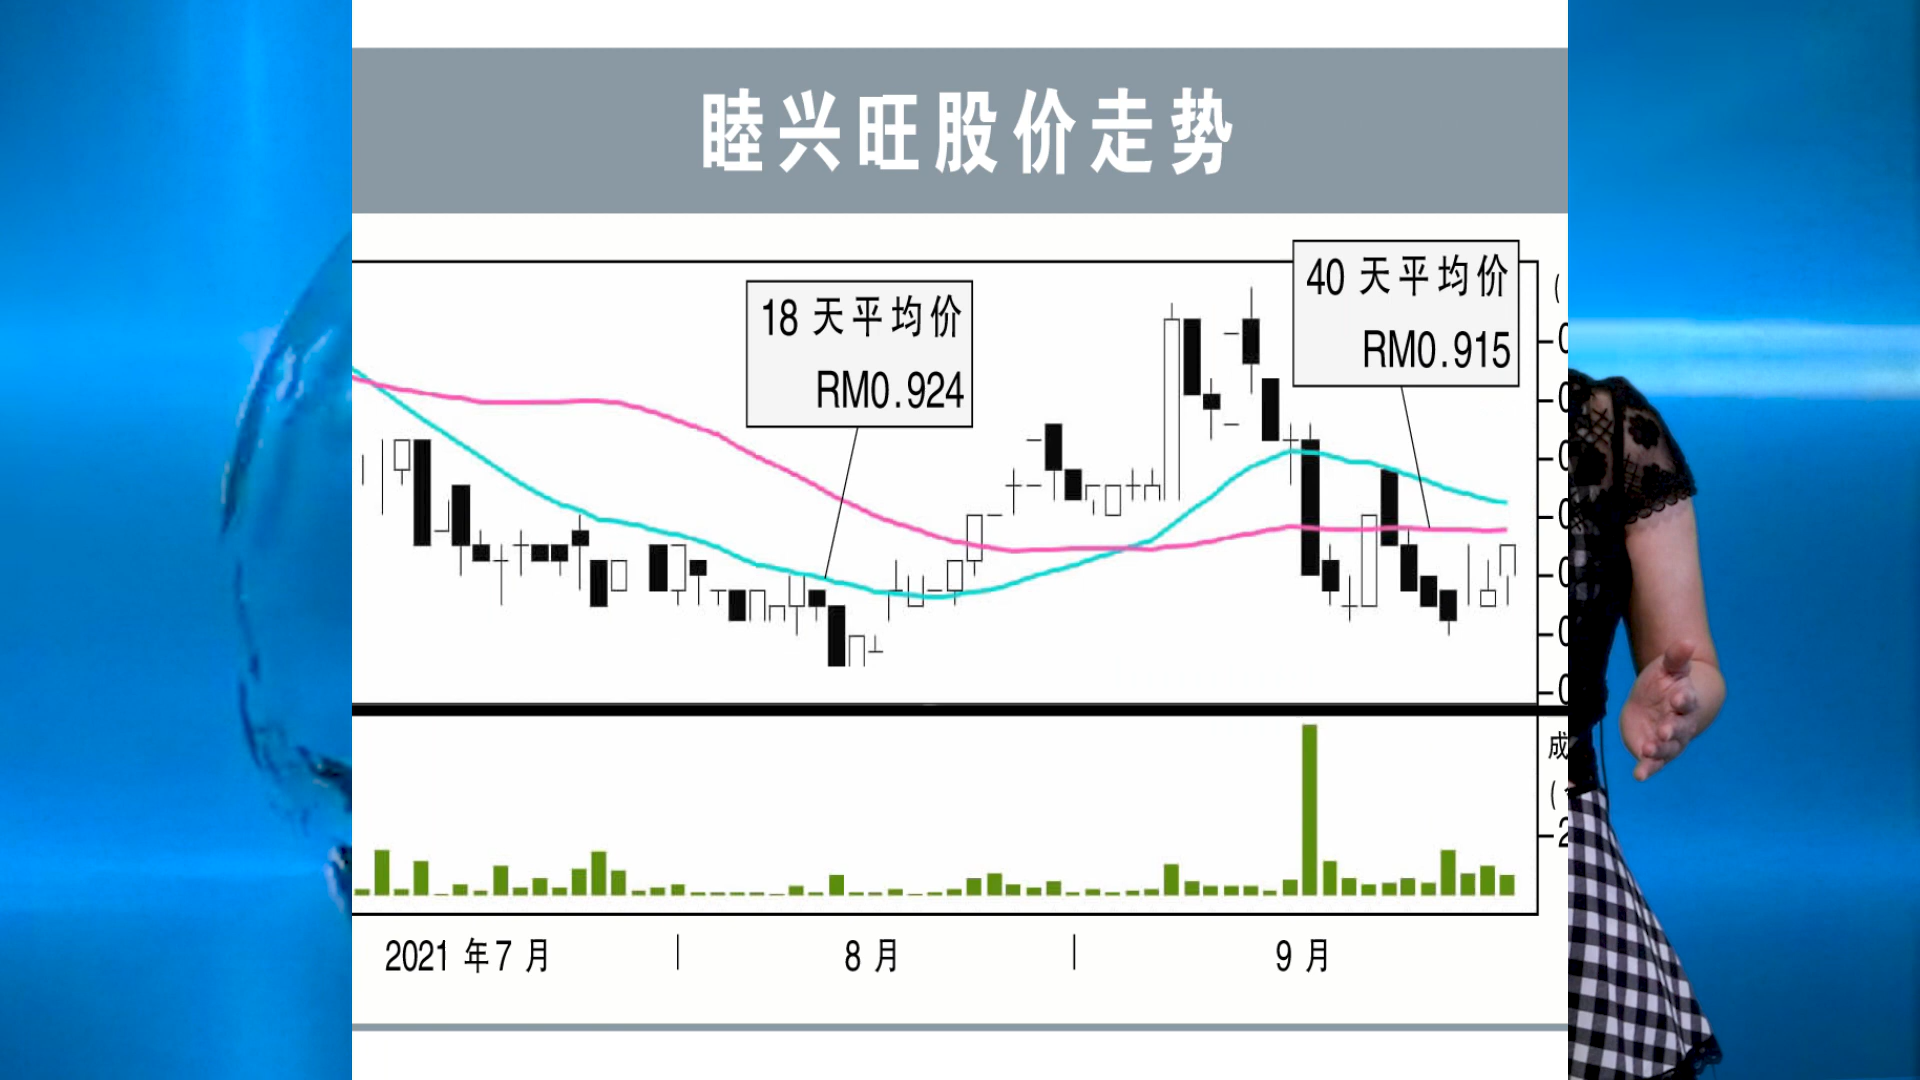 睦兴旺股价走势
40 天平均价
RM0.915
18 天平均价
RM0.924
成
2021 年7 月
8 月
9 月